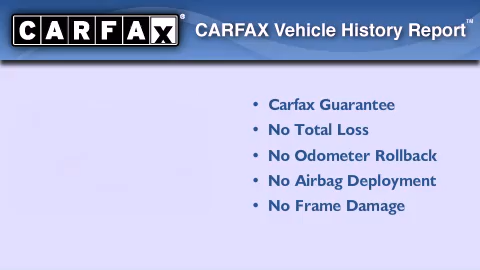 CARFAX® CARFAX Vehicle History Report™
• Carfax Guarantee
• No Total Loss
• No Odometer Rollback
• No Airbag Deployment
• No Frame Damage